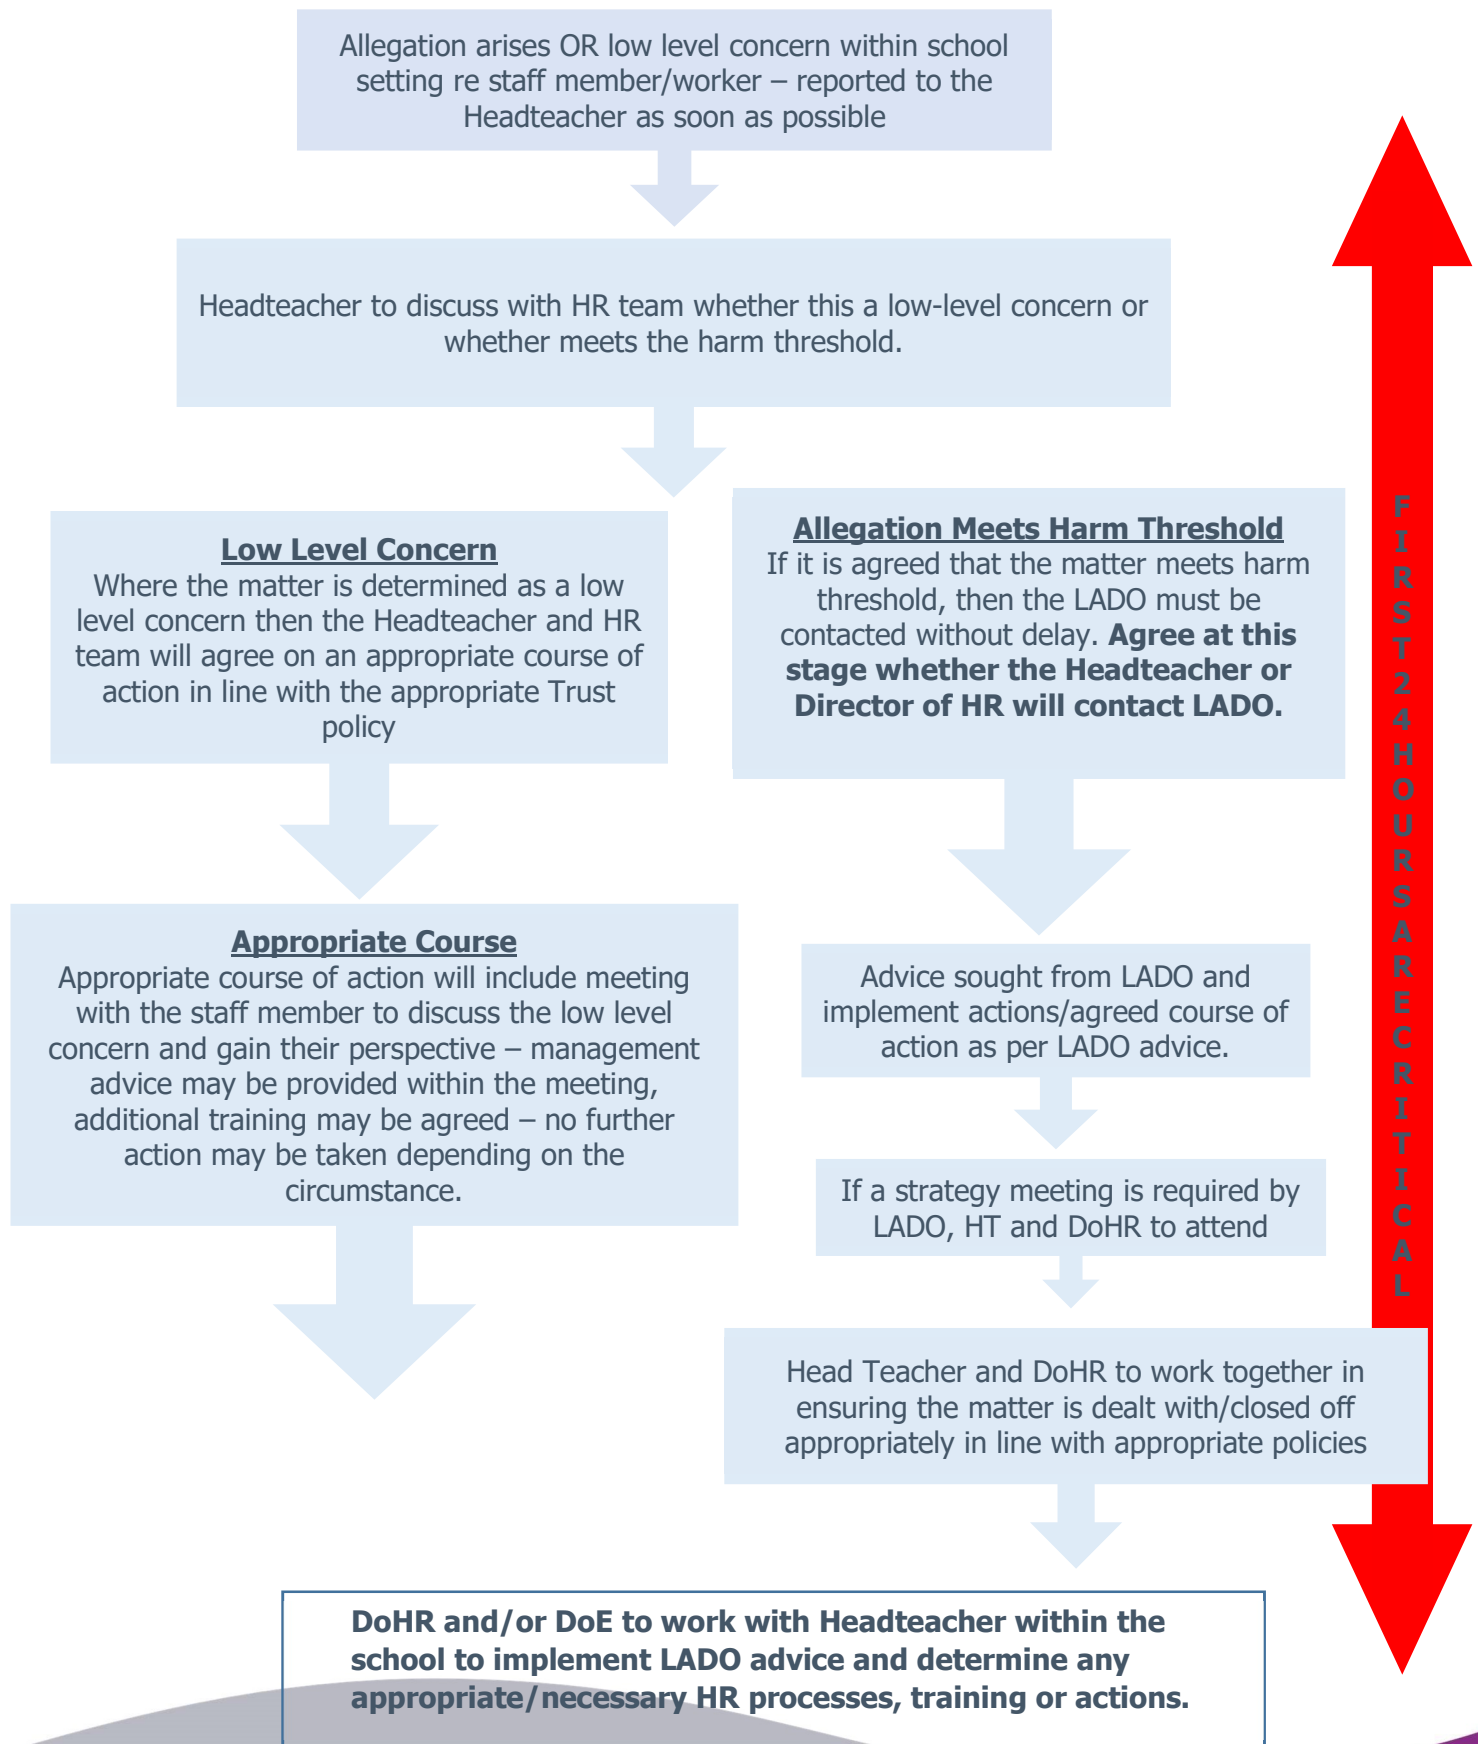 Allegation arises OR low level concern within school
setting re staff member/worker – reported to the
Headteacher as soon as possible
Headteacher to discuss with HR team whether this a low-level concern or
whether meets the harm threshold.
Low Level Concern
Where the matter is determined as a low
level concern then the Headteacher and HR
team will agree on an appropriate course of
action in line with the appropriate Trust
policy
Allegation Meets Harm Threshold
If it is agreed that the matter meets harm
threshold, then the LADO must be
contacted without delay. Agree at this
stage whether the Headteacher or
Director of HR will contact LADO.
Appropriate Course
Appropriate course of action will include meeting
with the staff member to discuss the low level
concern and gain their perspective – management
advice may be provided within the meeting,
additional training may be agreed – no further
action may be taken depending on the
circumstance.
Advice sought from LADO and
implement actions/agreed course of
action as per LADO advice.
If a strategy meeting is required by
LADO, HT and DoHR to attend
Head Teacher and DoHR to work together in
ensuring the matter is dealt with/closed off
appropriately in line with appropriate policies
DoHR and/or DoE to work with Headteacher within the
school to implement LADO advice and determine any
appropriate/necessary HR processes, training or actions.
FIRST24HOURSARECRITICAL